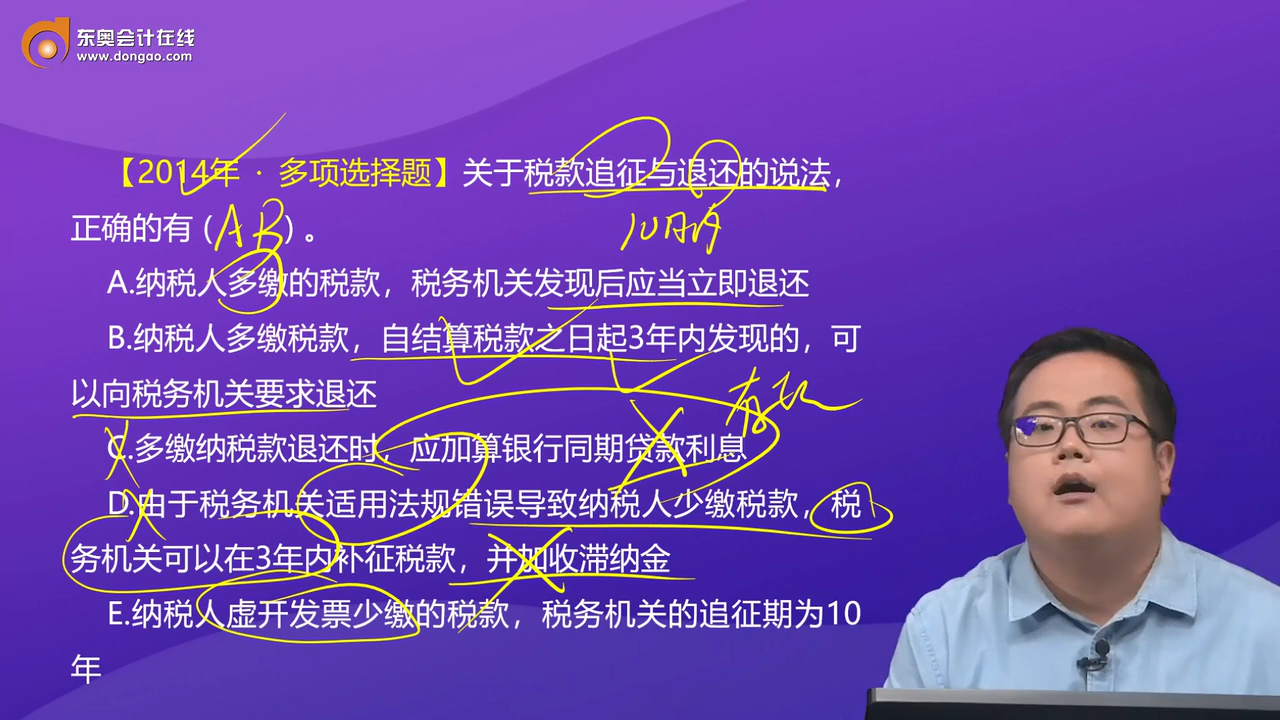 东奥会计在线
www.dongao.com
【2014年·多项选择题】关于税款追征与退还的说法，
正确的有（AB）。
10日内
A.纳税人多缴的税款，税务机关发现后应当立即退还
B.纳税人多缴税款，自结算税款之日起3年内发现的，可
以向税务机关要求退还
C.多缴纳税款退还时，应加算银行同期贷款利息
D.由于税务机关适用法规错误导致纳税人少缴税款，税
务机关可以在3年内补征税款，并加收滞纳金
E.纳税人虚开发票少缴的税款，税务机关的追征期为10
年